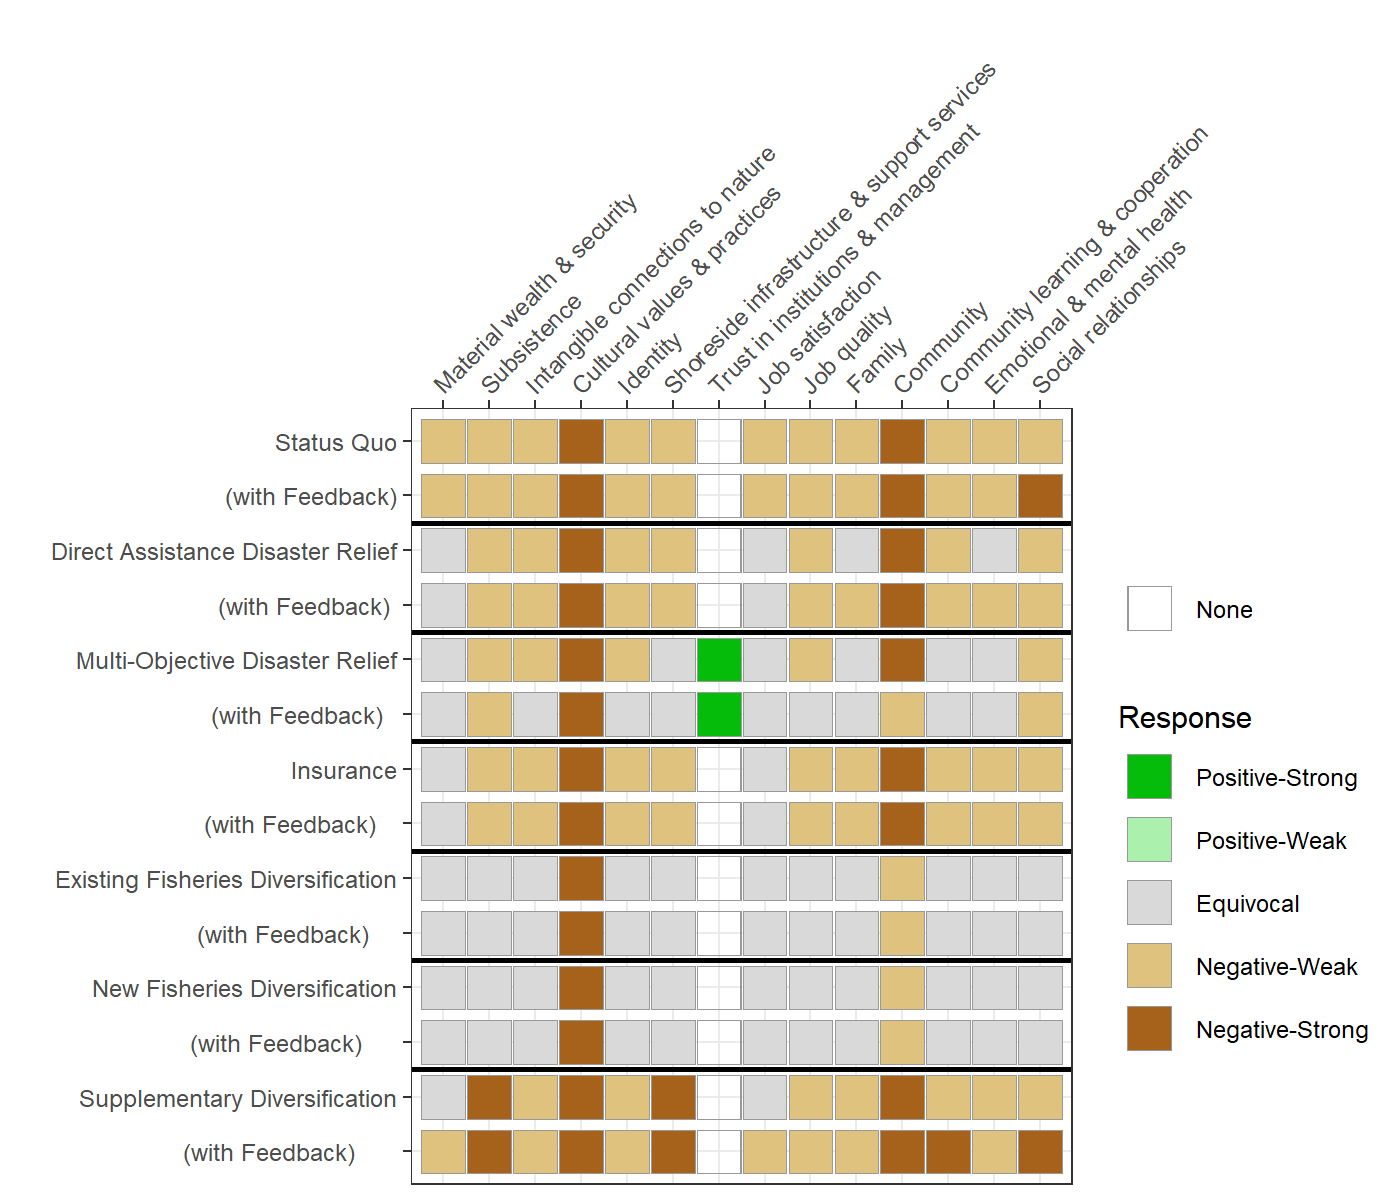 Material wealth & security
Subsistence
Intangible connections to nature
Cultural values & practices
Identity
Shoreside infrastructure & support services
Trust in institutions & management
Job satisfaction
Job quality
Family
Community
Community learning & cooperation
Emotional & mental health
Social relationships
Status Quo
(with Feedback)
Direct Assistance Disaster Relief
(with Feedback)
Multi-Objective Disaster Relief
(with Feedback)
Insurance
(with Feedback)
Existing Fisheries Diversification
(with Feedback)
New Fisheries Diversification
(with Feedback)
Supplementary Diversification
(with Feedback)
None
Response
Positive-Strong
Positive-Weak
Equivocal
Negative-Weak
Negative-Strong